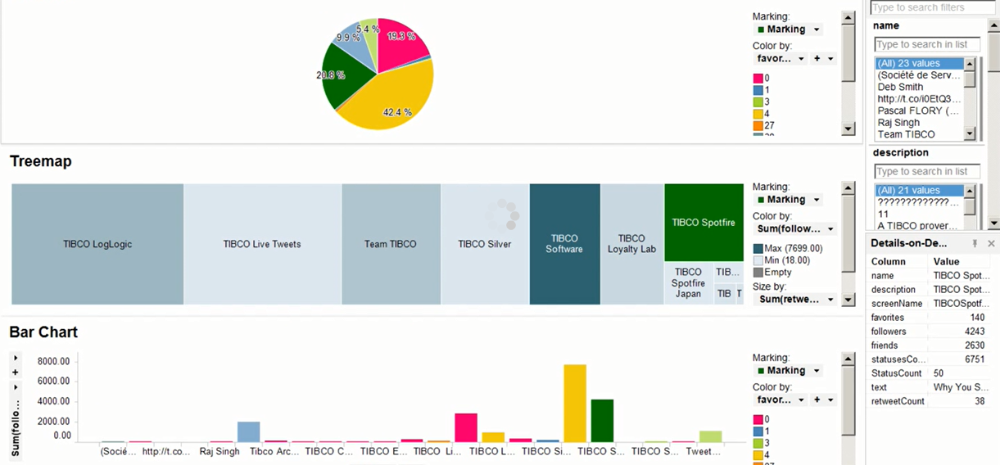 5.4 %
9.9 %
19.3 %
20.8 %
42.4 %
Marking:
Marking
Color by:
favor...
+
0
1
3
4
27
Treemap
TIBCO LogLogic
TIBCO Live Tweets
Team TIBCO
TIBCO Silver
TIBCO
Software
TIBCO
Loyalty Lab
TIBCO Spotfire
TIBCO
Spotfire
Japan
TIB...
TIB
T
Marking:
Marking
Color by:
Sum(follow...
Max (7699.00)
Min (18.00)
Empty
Size by:
Sum(retwe...
Bar Chart
+
Sum(follo...
8000.00
6000.00
4000.00
2000.00
0.00
(Socié... http://t.co... Raj Singh Tibco Arc... TIBCO C... TIBCO E... TIBCO Li... TIBCO L... TIBCO Si... TIBCO S... TIBCO S... Tweet...
Marking:
Marking
Color by:
favor...
+
0
1
3
4
Type to search filters
name
Type to search in list
(All) 23 values
(Société de Serv...
Deb Smith
http://t.co/i0EtQ3...
Pascal FLORY (...
Raj Singh
Team TIBCO
description
Type to search in list
(All) 21 values
?????????????...
11
A TIBCO prover...
Details-on-De...
Column Value
name TIBCO Spot...
description TIBCO Spot...
screenName TIBCOSpotf...
favorites 140
followers 4243
friends 2630
statusesCo... 6751
StatusCount 50
text Why You S...
retweetCount 38